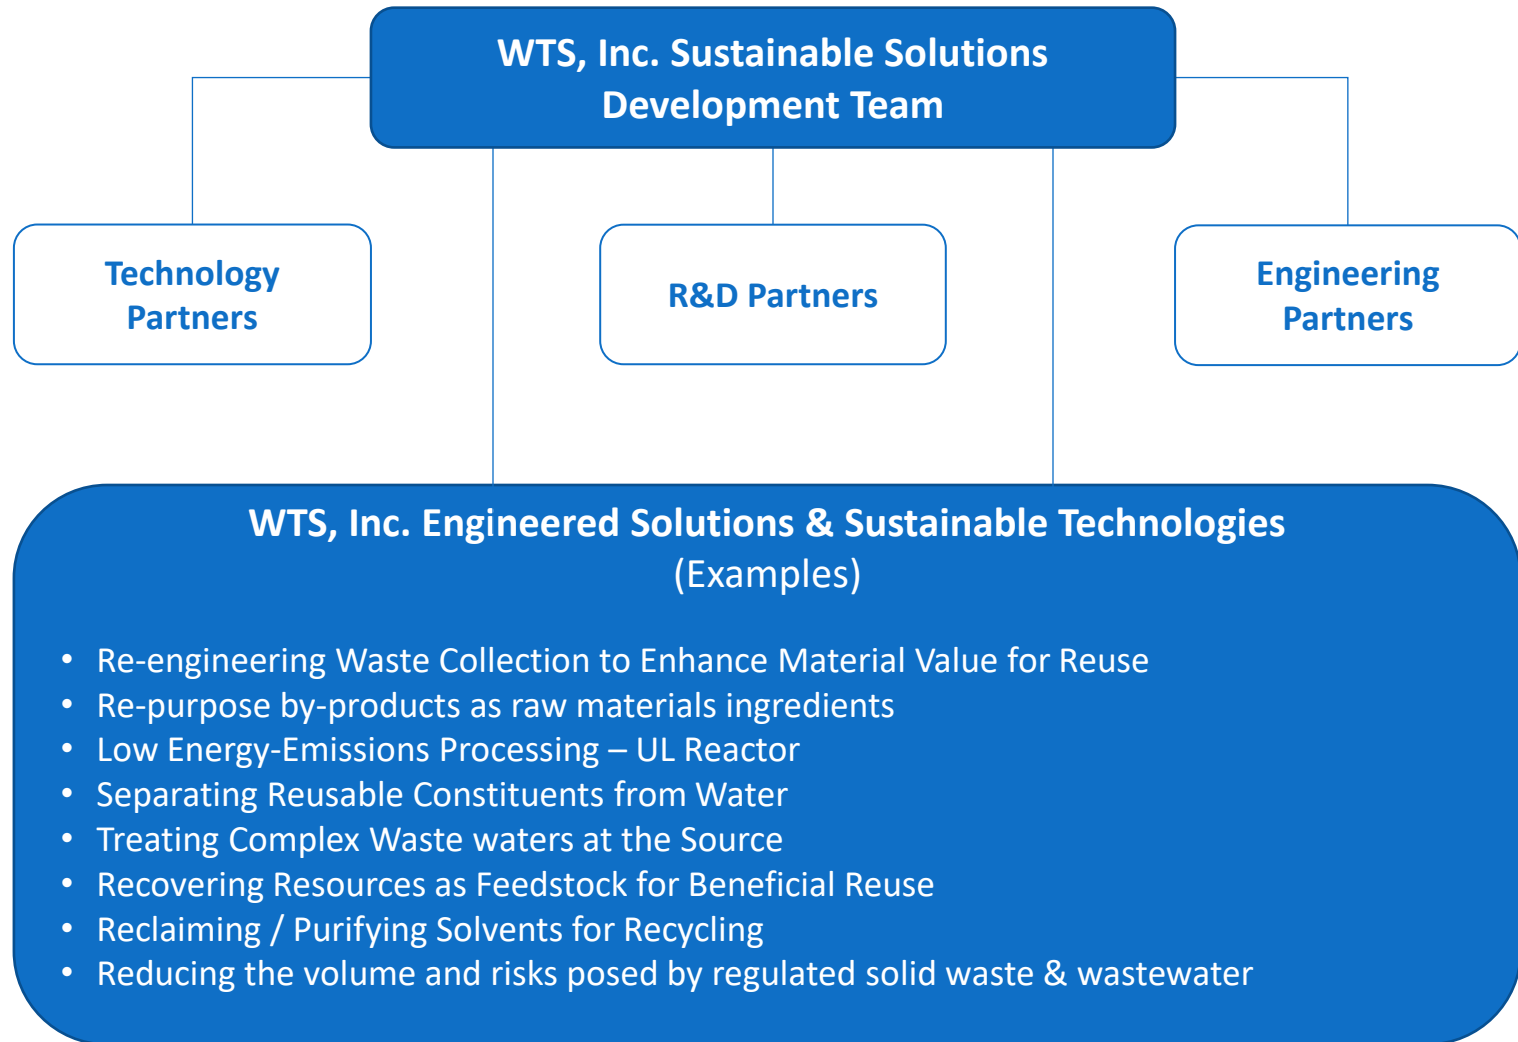 WTS, Inc. Sustainable Solutions
Development Team
Technology
Partners
R&D Partners
Engineering
Partners
WTS, Inc. Engineered Solutions & Sustainable Technologies
(Examples)
• Re-engineering Waste Collection to Enhance Material Value for Reuse
• Re-purpose by-products as raw materials ingredients
• Low Energy-Emissions Processing – UL Reactor
• Separating Reusable Constituents from Water
• Treating Complex Waste waters at the Source
• Recovering Resources as Feedstock for Beneficial Reuse
• Reclaiming / Purifying Solvents for Recycling
• Reducing the volume and risks posed by regulated solid waste & wastewater